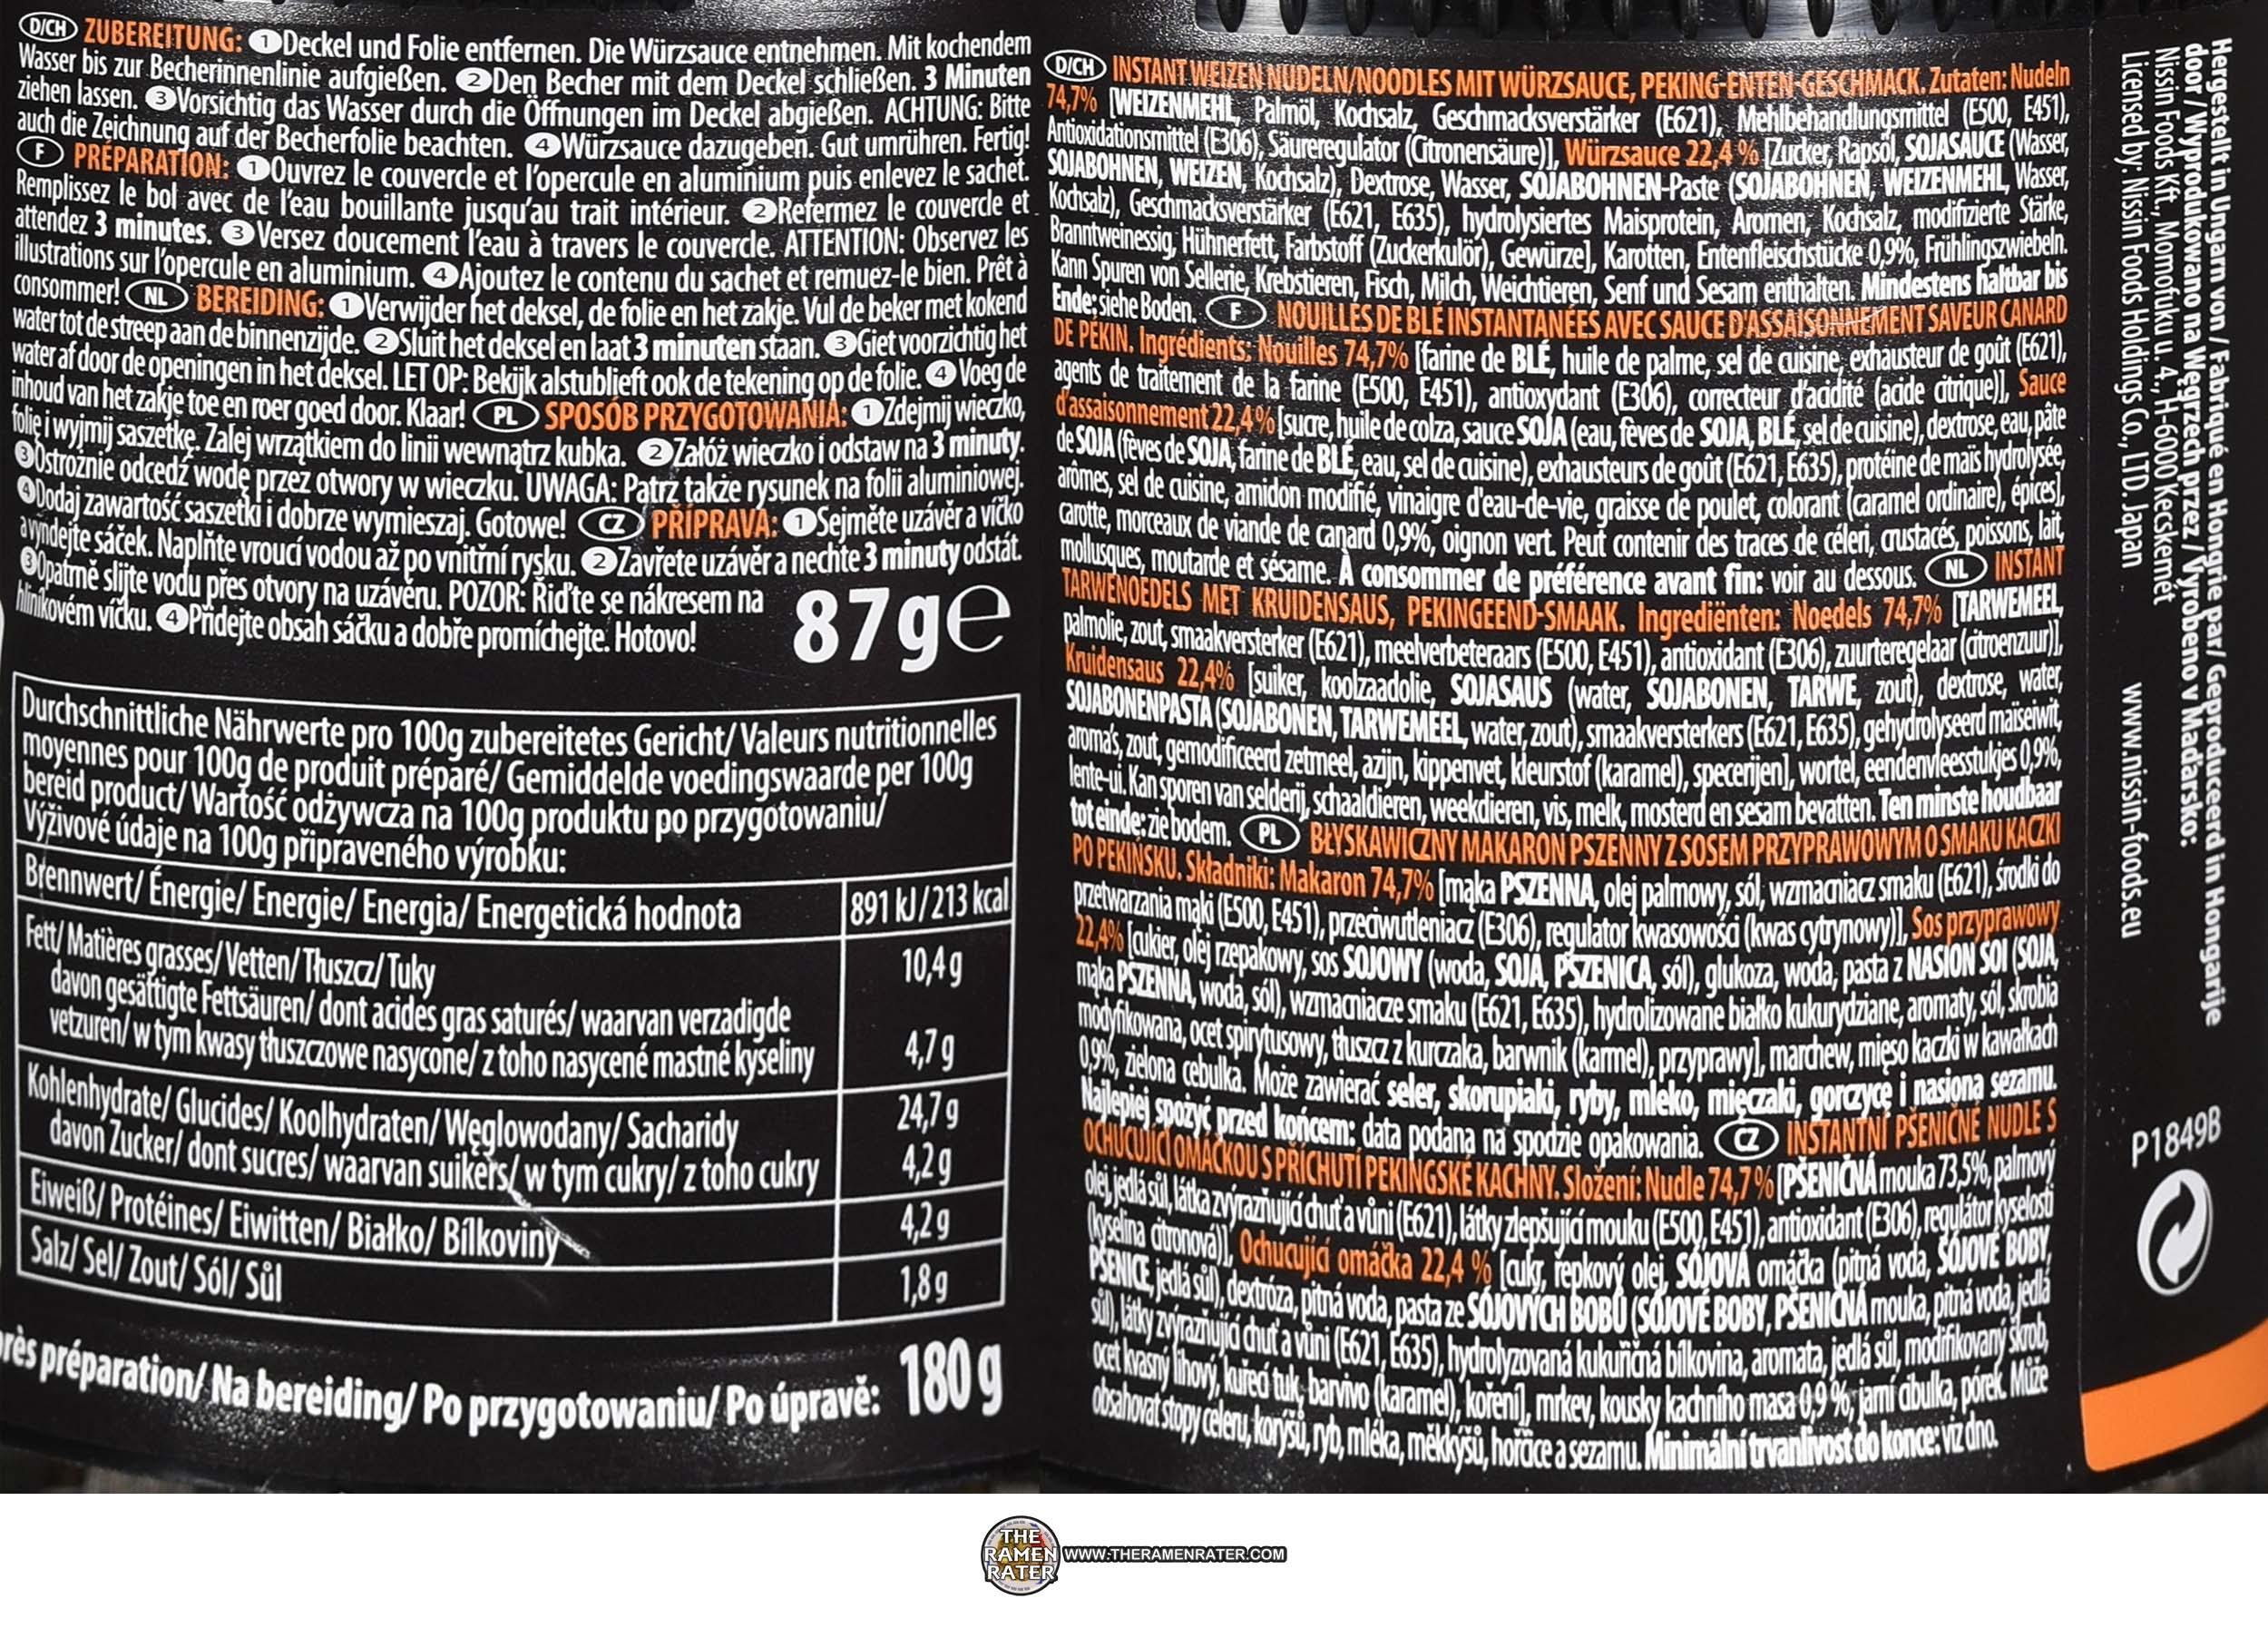 D/CH ZUBEREITUNG: ①Deckel und Folie entfernen. Die Würzsauce entnehmen. Mit kochendem
Wasser bis zur Becherinnenlinie aufgießen. ②Den Becher mit dem Deckel schließen. 3 Minuten
ziehen lassen. ③Vorsichtig das Wasser durch die Öffnungen im Deckel abgießen. ACHTUNG: Bitte
auch die Zeichnung auf der Becherfolie beachten. ④Würzsauce dazugeben. Gut umrühren. Fertig!
F PRÉPARATION: ①Ouvrez le couvercle et l'opercule en aluminium puis enlevez le sachet.
Remplissez le bol avec de l'eau bouillante jusqu'au trait intérieur. ②Refermez le couvercle et
attendez 3 minutes. ③Versez doucement l'eau à travers le couvercle. ATTENTION: Observez les
illustrations sur l'opercule en aluminium. ④Ajoutez le contenu du sachet et remuez-le bien. Prêt à
consommer! NL BEREIDING: ①Verwijder het deksel, de folie en het zakje. Vul de beker met kokend
water tot de streep aan de binnenzijde. ②Sluit het deksel en laat 3 minuten staan. ③Giet voorzichtig het
water af door de openingen in het deksel. LET OP: Bekijk alstublieft ook de tekening op de folie. ④Voeg de
inhoud van het zakje toe en roer goed door. Klaar! PL SPOSÓB PRZYGOTOWANIA: ①Zdejmij wieczko,
folię i wyjmij saszetkę. Zalej wrzątkiem do linii wewnątrz kubka. ②Załóż wieczko i odstaw na 3 minuty.
③Ostrożnie odcedź wodę przez otwory w wieczku. UWAGA: Patrz także rysunek na folii aluminiowej.
④Dodaj zawartość saszetki i dobrze wymieszaj. Gotowe! CZ PŘÍPRAVA: ①Sejměte uzávěr a víčko
a vyndejte sáček. Naplňte vroucí vodou až po vnitřní rysku. ②Zavřete uzávěr a nechte 3 minuty odstát.
③Opatrně slijte vodu přes otvory na uzávěru. POZOR: Řiďte se nákresem na
hliníkovém víčku. ④Přidejte obsah sáčku a dobře promíchejte. Hotovo!
87g℮
Durchschnittliche Nährwerte pro 100g zubereitetes Gericht/ Valeurs nutritionnelles
moyennes pour 100g de produit préparé/ Gemiddelde voedingswaarde per 100g
bereid product/ Wartość odżywcza na 100g produktu po przygotowaniu/
Výživové údaje na 100g připraveného výrobku:
Brennwert/ Énergie/ Energie/ Energia/ Energetická hodnota 891 kJ/213 kcal
Fett/ Matières grasses/ Vetten/ Tłuszcz/ Tuky 10,4 g
davon gesättigte Fettsäuren/ dont acides gras saturés/ waarvan verzadigde
vetzuren/ w tym kwasy tłuszczowe nasycone/ z toho nasycené mastné kyseliny 4,7 g
Kohlenhydrate/ Glucides/ Koolhydraten/ Węglowodany/ Sacharidy 24,7 g
davon Zucker/ dont sucres/ waarvan suikers/ w tym cukry/ z toho cukry 4,2 g
Eiweiß/ Protéines/ Eiwitten/ Białko/ Bílkoviny 4,2 g
Salz/ Sel/ Zout/ Sól/ Sůl 1,8 g
rès préparation/ Na bereiding/ Po przygotowaniu/ Po úpravě: 180 g
D/CH INSTANT WEIZEN NUDELN/NOODLES MIT WÜRZSAUCE, PEKING-ENTEN-GESCHMACK. Zutaten: Nudeln
74,7% [WEIZENMEHL, Palmöl, Kochsalz, Geschmacksverstärker (E621), Mehlbehandlungsmittel (E500, E451),
Antioxidationsmittel (E306), Säureregulator (Citronensäure)], Würzsauce 22,4 % [Zucker, Rapsöl, SOJASAUCE (Wasser,
SOJABOHNEN, WEIZEN, Kochsalz), Dextrose, Wasser, SOJABOHNEN-Paste (SOJABOHNEN, WEIZENMEHL, Wasser,
Kochsalz), Geschmacksverstärker (E621, E635), hydrolysiertes Maisprotein, Aromen, Kochsalz, modifizierte Stärke,
Branntweinessig, Hühnerfett, Farbstoff (Zuckerkulör), Gewürze], Karotten, Entenfleischstücke 0,9%, Frühlingszwiebeln.
Kann Spuren von Sellerie, Krebstieren, Fisch, Milch, Weichtieren, Senf und Sesam enthalten. Mindestens haltbar bis
Ende: siehe Boden. F NOUILLES DE BLÉ INSTANTANÉES AVEC SAUCE D'ASSAISONNEMENT SAVEUR CANARD
DE PÉKIN. Ingrédients: Nouilles 74,7% [farine de BLÉ, huile de palme, sel de cuisine, exhausteur de goût (E621),
agents de traitement de la farine (E500, E451), antioxydant (E306), correcteur d'acidité (acide citrique)], Sauce
d'assaisonnement 22,4% [sucre, huile de colza, sauce SOJA (eau, fèves de SOJA, BLÉ, sel de cuisine), dextrose, eau, pâte
de SOJA (fèves de SOJA, farine de BLÉ, eau, sel de cuisine), exhausteurs de goût (E621, E635), protéine de maïs hydrolysée,
arômes, sel de cuisine, amidon modifié, vinaigre d'eau-de-vie, graisse de poulet, colorant (caramel ordinaire), épices],
carotte, morceaux de viande de canard 0,9%, oignon vert. Peut contenir des traces de céleri, crustacés, poissons, lait,
mollusques, moutarde et sésame. À consommer de préférence avant fin: voir au dessous. NL INSTANT
TARWENOEDELS MET KRUIDENSAUS, PEKINGEEND-SMAAK. Ingrediënten: Noedels 74,7% [TARWEMEEL,
palmolie, zout, smaakversterker (E621), meelverbeteraars (E500, E451), antioxidant (E306), zuurteregelaar (citroenzuur)],
Kruidensaus 22,4% [suiker, koolzaadolie, SOJASAUS (water, SOJABONEN, TARWE, zout), dextrose, water,
SOJABONENPASTA (SOJABONEN, TARWEMEEL, water, zout), smaakversterkers (E621, E635), gehydrolyseerd maïseiwit,
aroma's, zout, gemodificeerd zetmeel, azijn, kippenvet, kleurstof (karamel), specerijen], wortel, eendenvleesstukjes 0,9%,
lente-ui. Kan sporen van selderij, schaaldieren, weekdieren, vis, melk, mosterd en sesam bevatten. Ten minste houdbaar
tot einde: zie bodem. PL BŁYSKAWICZNY MAKARON PSZENNY Z SOSEM PRZYPRAWOWYM O SMAKU KACZKI
PO PEKIŃSKU. Składniki: Makaron 74,7% [mąka PSZENNA, olej palmowy, sól, wzmacniacz smaku (E621), środki do
przetwarzania mąki (E500, E451), przeciwutleniacz (E306), regulator kwasowości (kwas cytrynowy)], Sos przyprawowy
22,4% [cukier, olej rzepakowy, sos SOJOWY (woda, SOJA, PSZENICA, sól), glukoza, woda, pasta z NASION SOI (SOJA,
mąka PSZENNA, woda, sól), wzmacniacze smaku (E621, E635), hydrolizowane białko kukurydziane, aromaty, sól, skrobia
modyfikowana, ocet spirytusowy, tłuszcz z kurczaka, barwnik (karmel), przyprawy], marchew, mięso kaczki w kawałkach
0,9%, zielona cebulka. Może zawierać seler, skorupiaki, ryby, mleko, mięczaki, gorczycę i nasiona sezamu.
Najlepiej spożyć przed końcem: data podana na spodzie opakowania. CZ INSTANTNÍ PŠENIČNÉ NUDLE S
OCHUCUJÍCÍ OMÁČKOU S PŘÍCHUTÍ PEKINGSKÉ KACHNY. Složení: Nudle 74,7 % [PŠENIČNÁ mouka 73,5%, palmový
olej, jedlá sůl, látka zvýrazňující chuť a vůni (E621), látky zlepšující mouku (E500, E451), antioxidant (E306), regulátor kyselosti
(kyselina citronová)], Ochucující omáčka 22,4 % [cukr, řepkový olej, SÓJOVÁ omáčka (pitná voda, SÓJOVÉ BOBY,
PŠENICE, jedlá sůl), dextróza, pitná voda, pasta ze SÓJOVÝCH BOBŮ (SÓJOVÉ BOBY, PŠENIČNÁ mouka, pitná voda, jedlá
sůl), látky zvýrazňující chuť a vůni (E621, E635), hydrolyzovaná kukuřičná bílkovina, aromata, jedlá sůl, modifikovaný škrob,
ocet kvasný lihový, kuřecí tuk, barvivo (karamel), koření], mrkev, kousky kachního masa 0,9 %, jarní cibulka, pórek. Může
obsahovat stopy celeru, korýšů, ryb, mléka, měkkýšů, hořčice a sezamu. Minimální trvanlivost do konce: viz dno.
Hergestellt in Ungarn von / Fabriqué en Hongrie par/ Geproduceerd in Hongarije
door / Wyprodukowano na Węgrzech przez / Vyrobeno v Maďarsko:
Nissin Foods Kft., Momofuku u. 4., H-6000 Kecskemét
Licensed by: Nissin Foods Holdings Co., LTD. Japan www.nissin-foods.eu
P1849B
THE
RAMEN
RATER
WWW.THERAMENRATER.COM